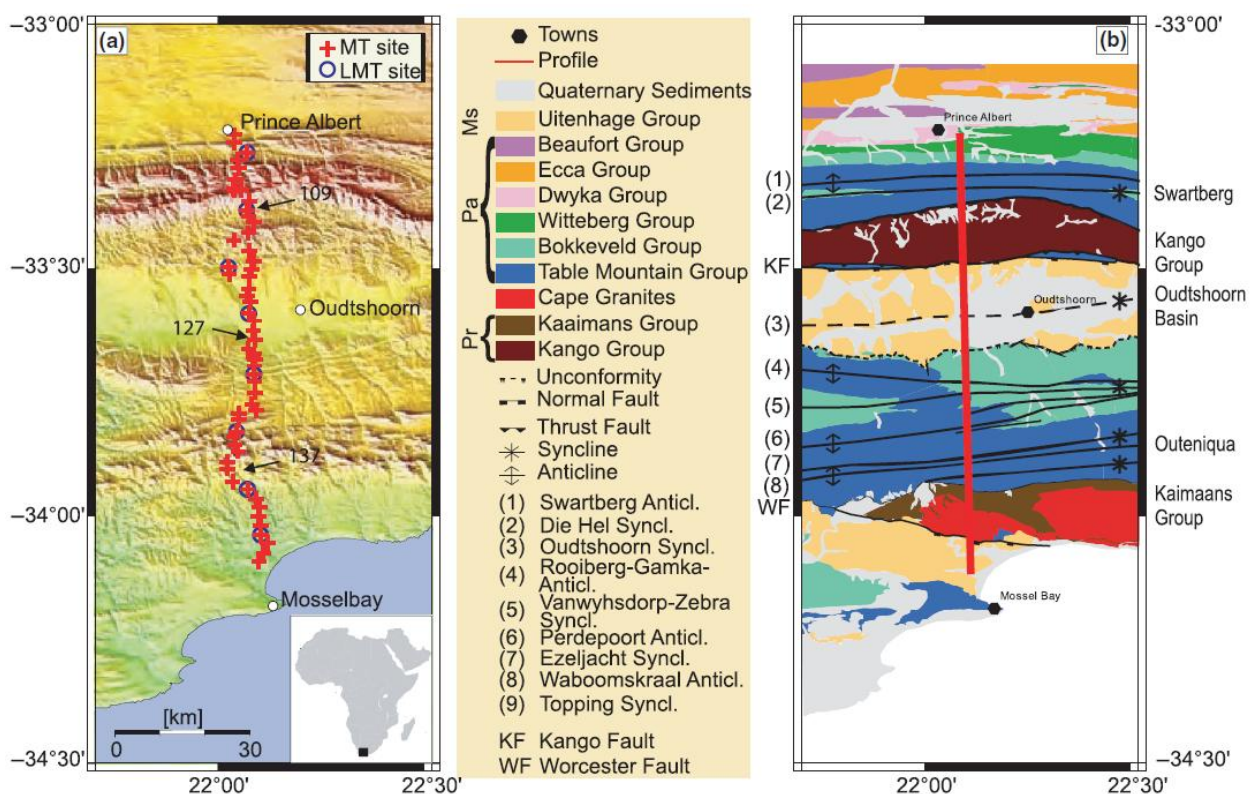 −33°00'
(a)
MT site
LMT site
Prince Albert
109
−33°30'
Oudtshoorn
127
137
−34°00'
Mosselbay
[km]
0 30
−34°30'
22°00' 22°30'
Towns
Profile
Quaternary Sediments
Ms
Uitenhage Group
Beaufort Group
Ecca Group
Dwyka Group
Pa
Witteberg Group
Bokkeveld Group
Table Mountain Group
Cape Granites
Pr
Kaaimans Group
Kango Group
Unconformity
Normal Fault
Thrust Fault
Syncline
Anticline
(1) Swartberg Anticl.
(2) Die Hel Syncl.
(3) Oudtshoorn Syncl.
(4) Rooiberg-Gamka-
Anticl.
(5) Vanwyhsdorp-Zebra
Syncl.
(6) Perdepoort Anticl.
(7) Ezeljacht Syncl.
(8) Waboomskraal Anticl.
(9) Topping Syncl.
KF Kango Fault
WF Worcester Fault
(b)
-33°00'
Prince Albert
(1)
(2)
Swartberg
Kango
Group
KF
Oudtshoorn
Oudtshoorn
Basin
(3)
(4)
(5)
(6)
Outeniqua
(7)
(8)
WF
Kaimaans
Group
Mossel Bay
−34°30'
22°00' 22°30'